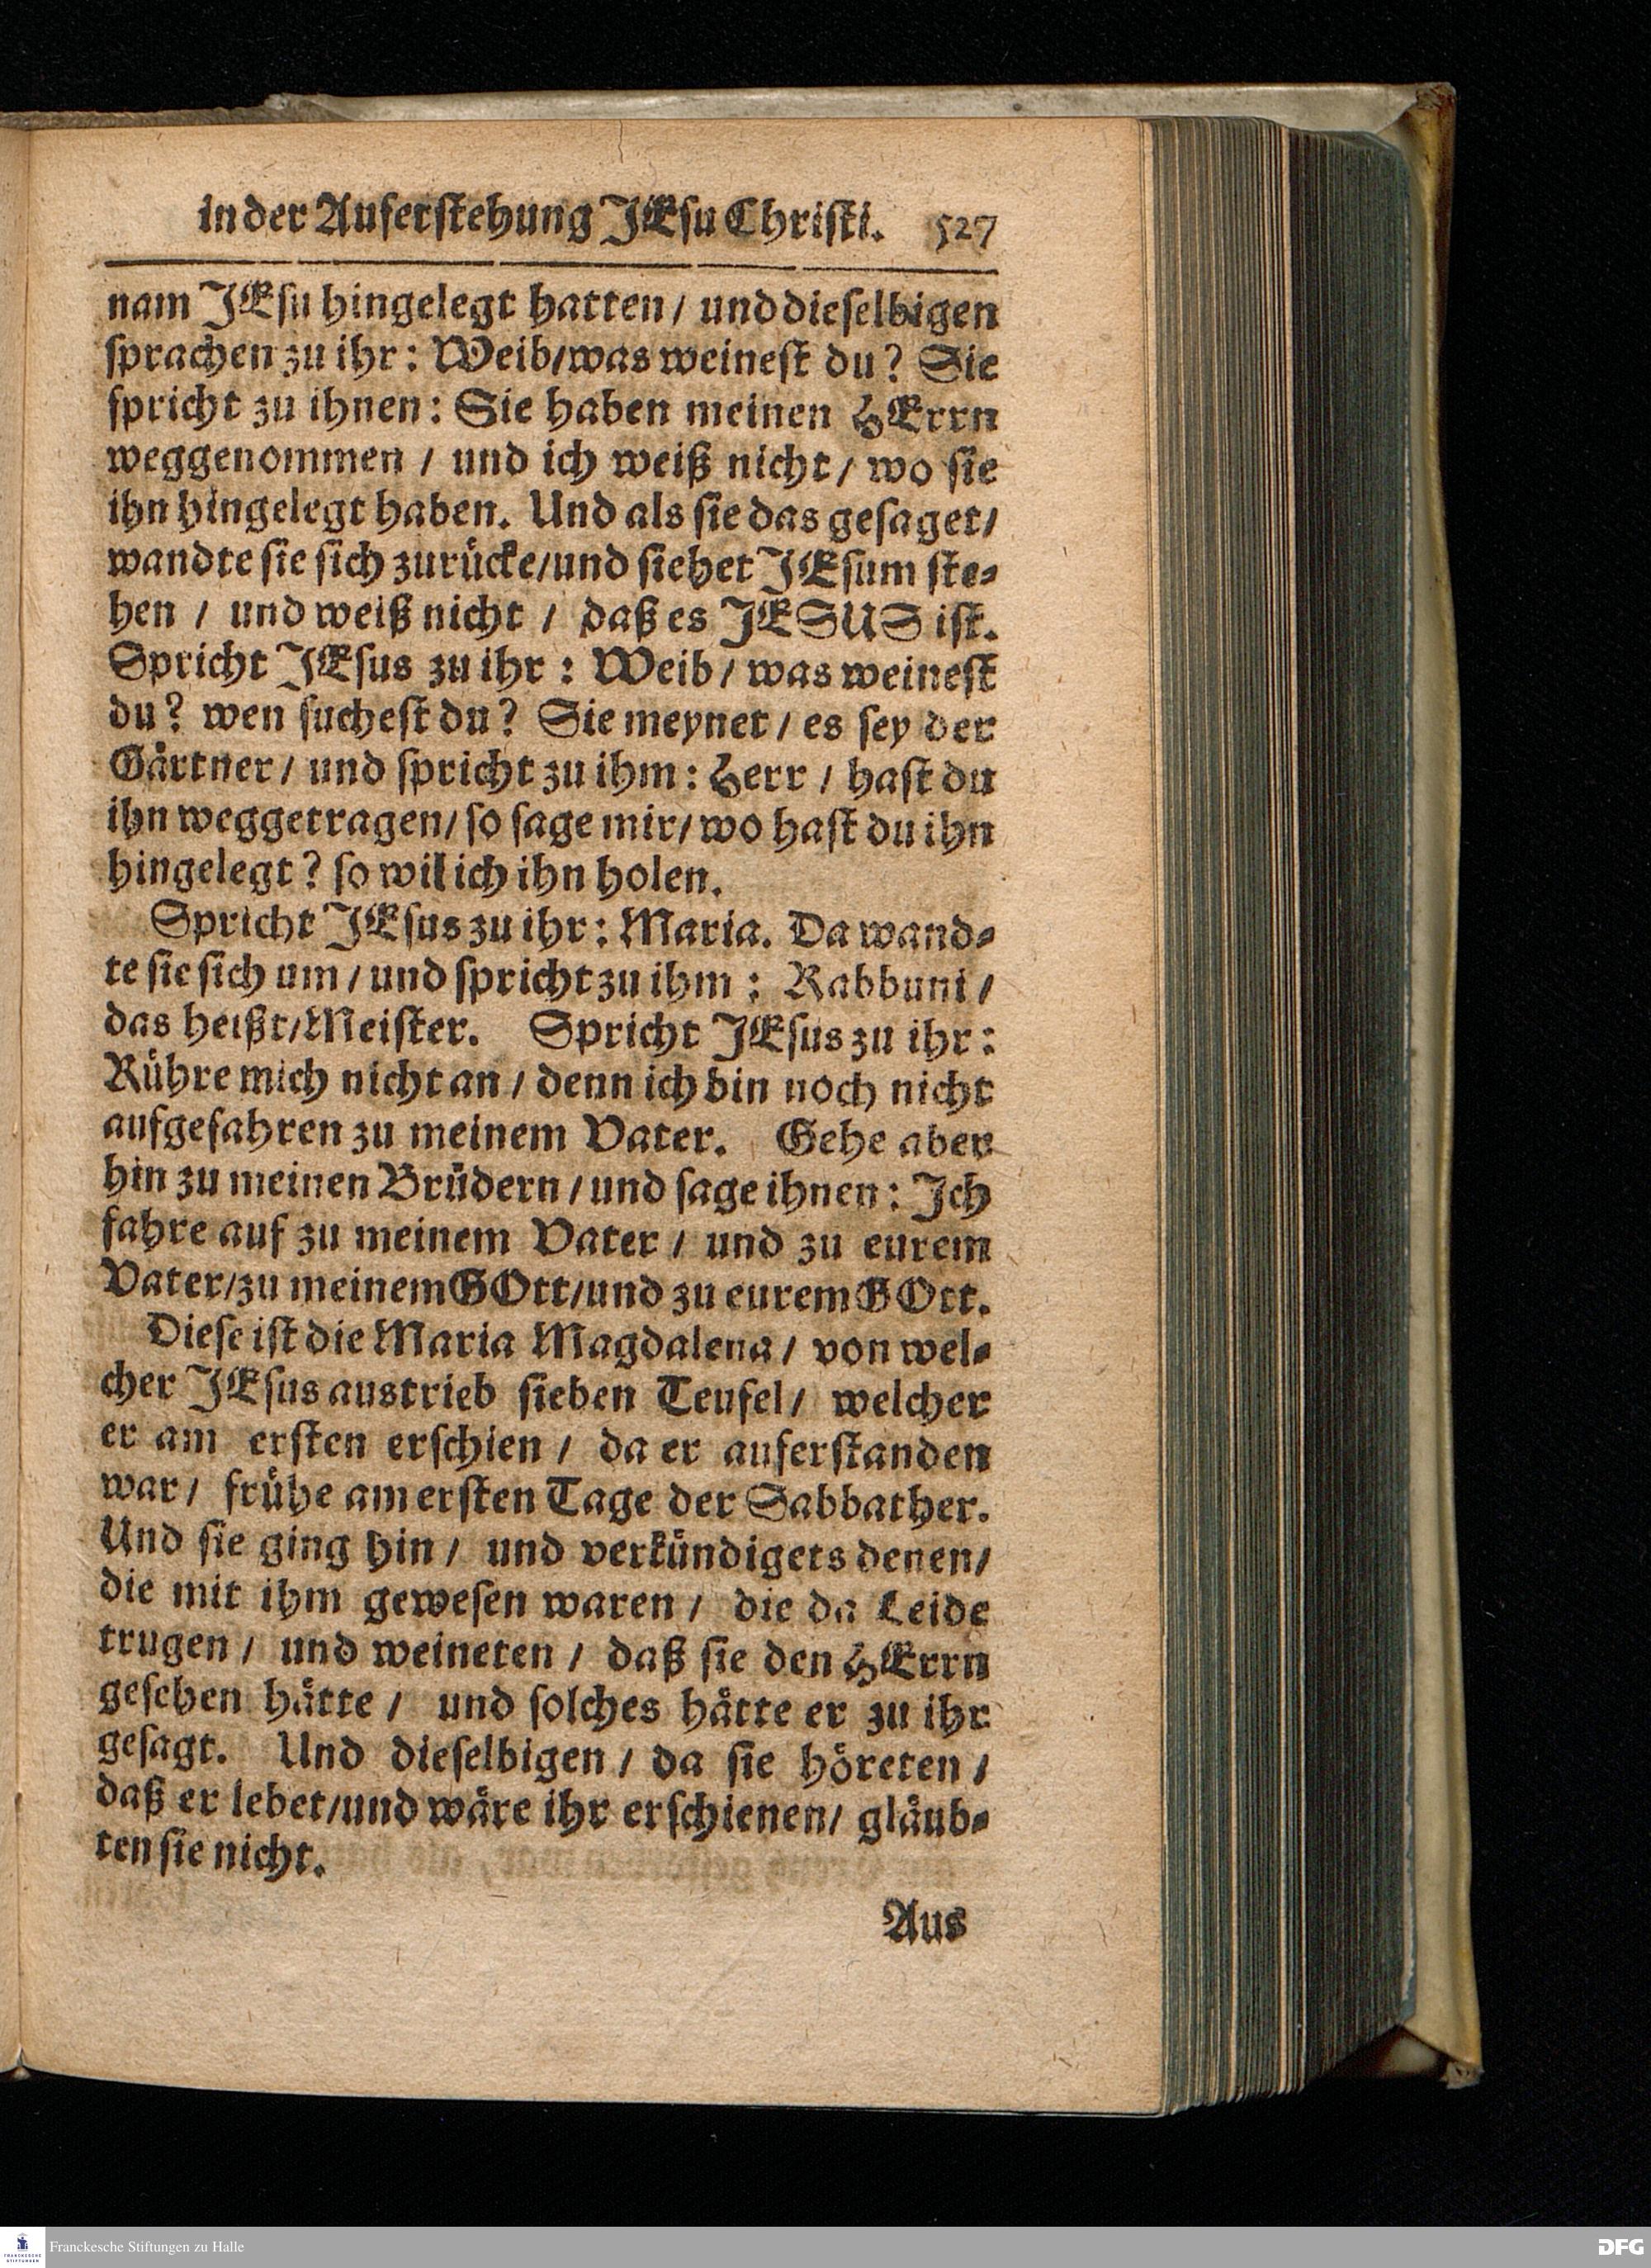 in der Auferſtehung JEſu Chriſti. 527
nam JEſu hingelegt hatten / und dieſelbigen
ſprachen zu ihr: Weib/was weineſt du? Sie
ſpricht zu ihnen: Sie haben meinen HErrn
weggenommen / und ich weiß nicht / wo ſie
ihn hingelegt haben. Und als ſie das geſaget/
wandte ſie ſich zurücke/und ſiehet JEſum ſte-
hen / und weiß nicht / daß es JESUS iſt.
Spricht JEſus zu ihr: Weib / was weineſt
du? wen ſucheſt du? Sie meynet / es ſey der
Gärtner / und ſpricht zu ihm: Herr / haſt du
ihn weggetragen/ ſo ſage mir/ wo haſt du ihn
hingelegt? ſo wil ich ihn holen.
Spricht JEſus zu ihr: Maria. Da wand-
te ſie ſich um / und ſpricht zu ihm: Rabbuni /
das heißt/Meiſter. Spricht JEſus zu ihr:
Rühre mich nicht an / denn ich bin noch nicht
aufgefahren zu meinem Vater. Gehe aber
hin zu meinen Brüdern / und ſage ihnen: Jch
fahre auf zu meinem Vater / und zu eurem
Vater/zu meinem GOtt/und zu eurem GOtt.
Dieſe iſt die Maria Magdalena / von wel-
cher JEſus austrieb ſieben Teufel / welcher
er am erſten erſchien / da er auferſtanden
war / frühe am erſten Tage der Sabbather.
Und ſie ging hin / und verkündigets denen/
die mit ihm geweſen waren / die da Leide
trugen / und weineten / daß ſie den HErrn
geſehen hätte / und ſolches hätte er zu ihr
geſagt. Und dieſelbigen / da ſie höreten /
daß er lebet/und wäre ihr erſchienen/ gläub-
ten ſie nicht.
Aus
FRANCKESCHE
STIFTUNGEN
Franckesche Stiftungen zu Halle
DFG